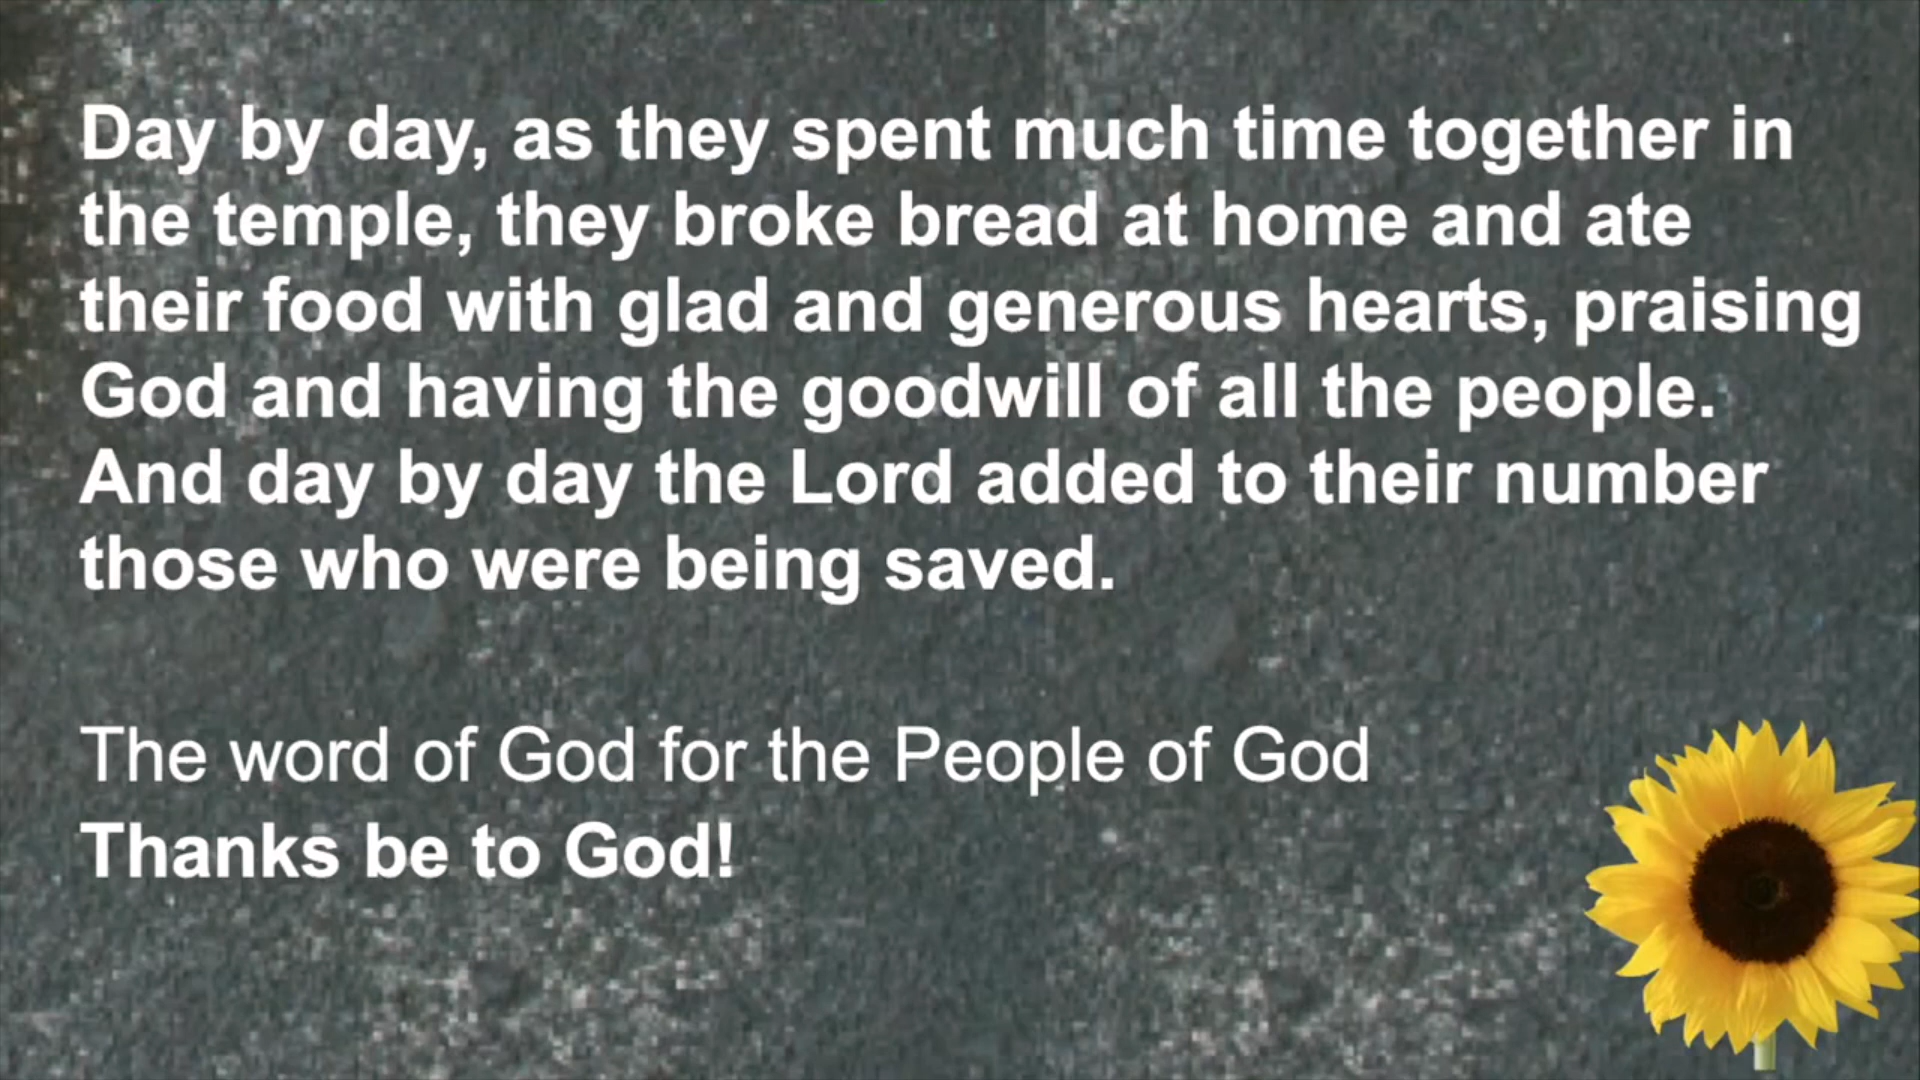 Day by day, as they spent much time together in
the temple, they broke bread at home and ate
their food with glad and generous hearts, praising
God and having the goodwill of all the people.
And day by day the Lord added to their number
those who were being saved.
The word of God for the People of God
Thanks be to God!